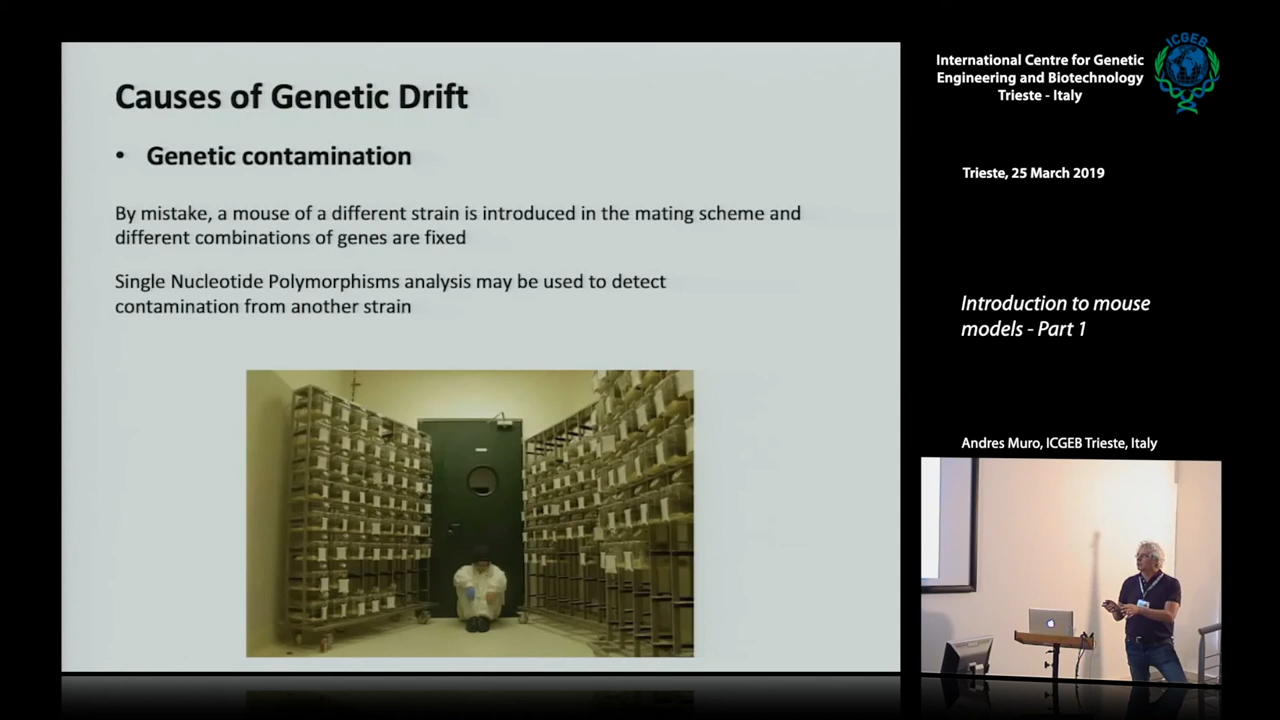 Causes of Genetic Drift
• Genetic contamination
By mistake, a mouse of a different strain is introduced in the mating scheme and
different combinations of genes are fixed
Single Nucleotide Polymorphisms analysis may be used to detect
contamination from another strain
International Centre for Genetic
Engineering and Biotechnology
Trieste - Italy
ICGEB
Trieste, 25 March 2019
Introduction to mouse
models - Part 1
Andres Muro, ICGEB Trieste, Italy